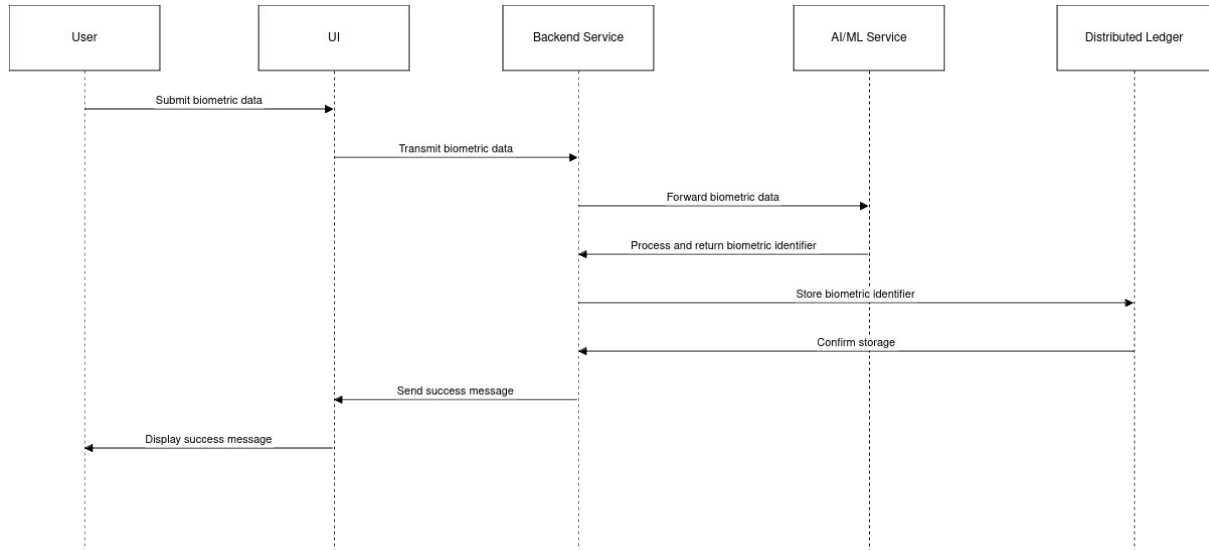 User
UI
Backend Service
AI/ML Service
Distributed Ledger
Submit biometric data
Transmit biometric data
Forward biometric data
Process and return biometric identifier
Store biometric identifier
Confirm storage
Send success message
Display success message